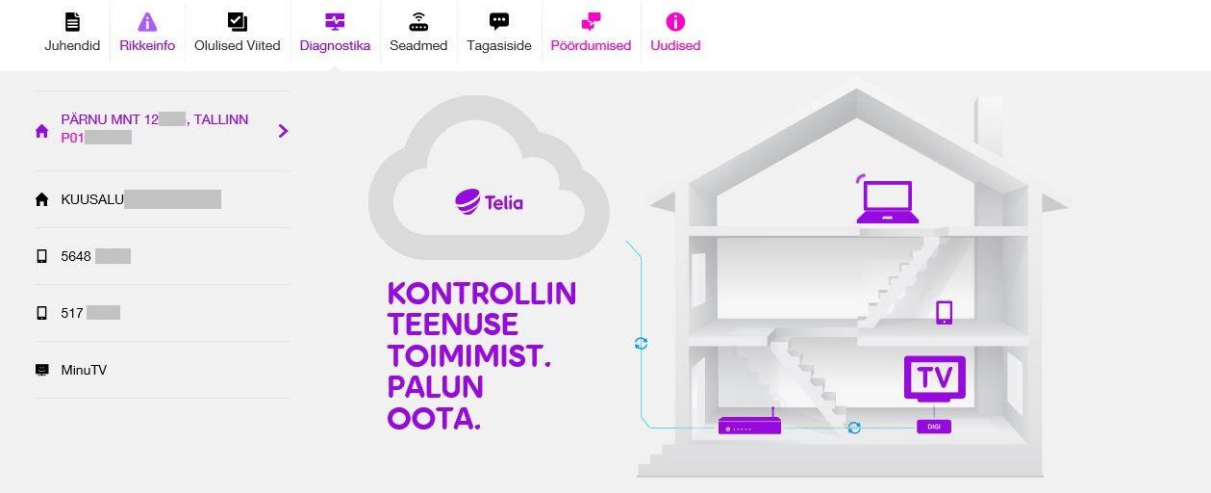 Juhendid Rikkeinfo Olulised Viited Diagnostika Seadmed Tagasiside Pöördumised Uudised
PÄRNU MNT 12 , TALLINN
P01
KUUSALU
5648
517
MinuTV
Telia
KONTROLLIN
TEENUSE
TOIMIMIST.
PALUN
OOTA.
TV
DIGI